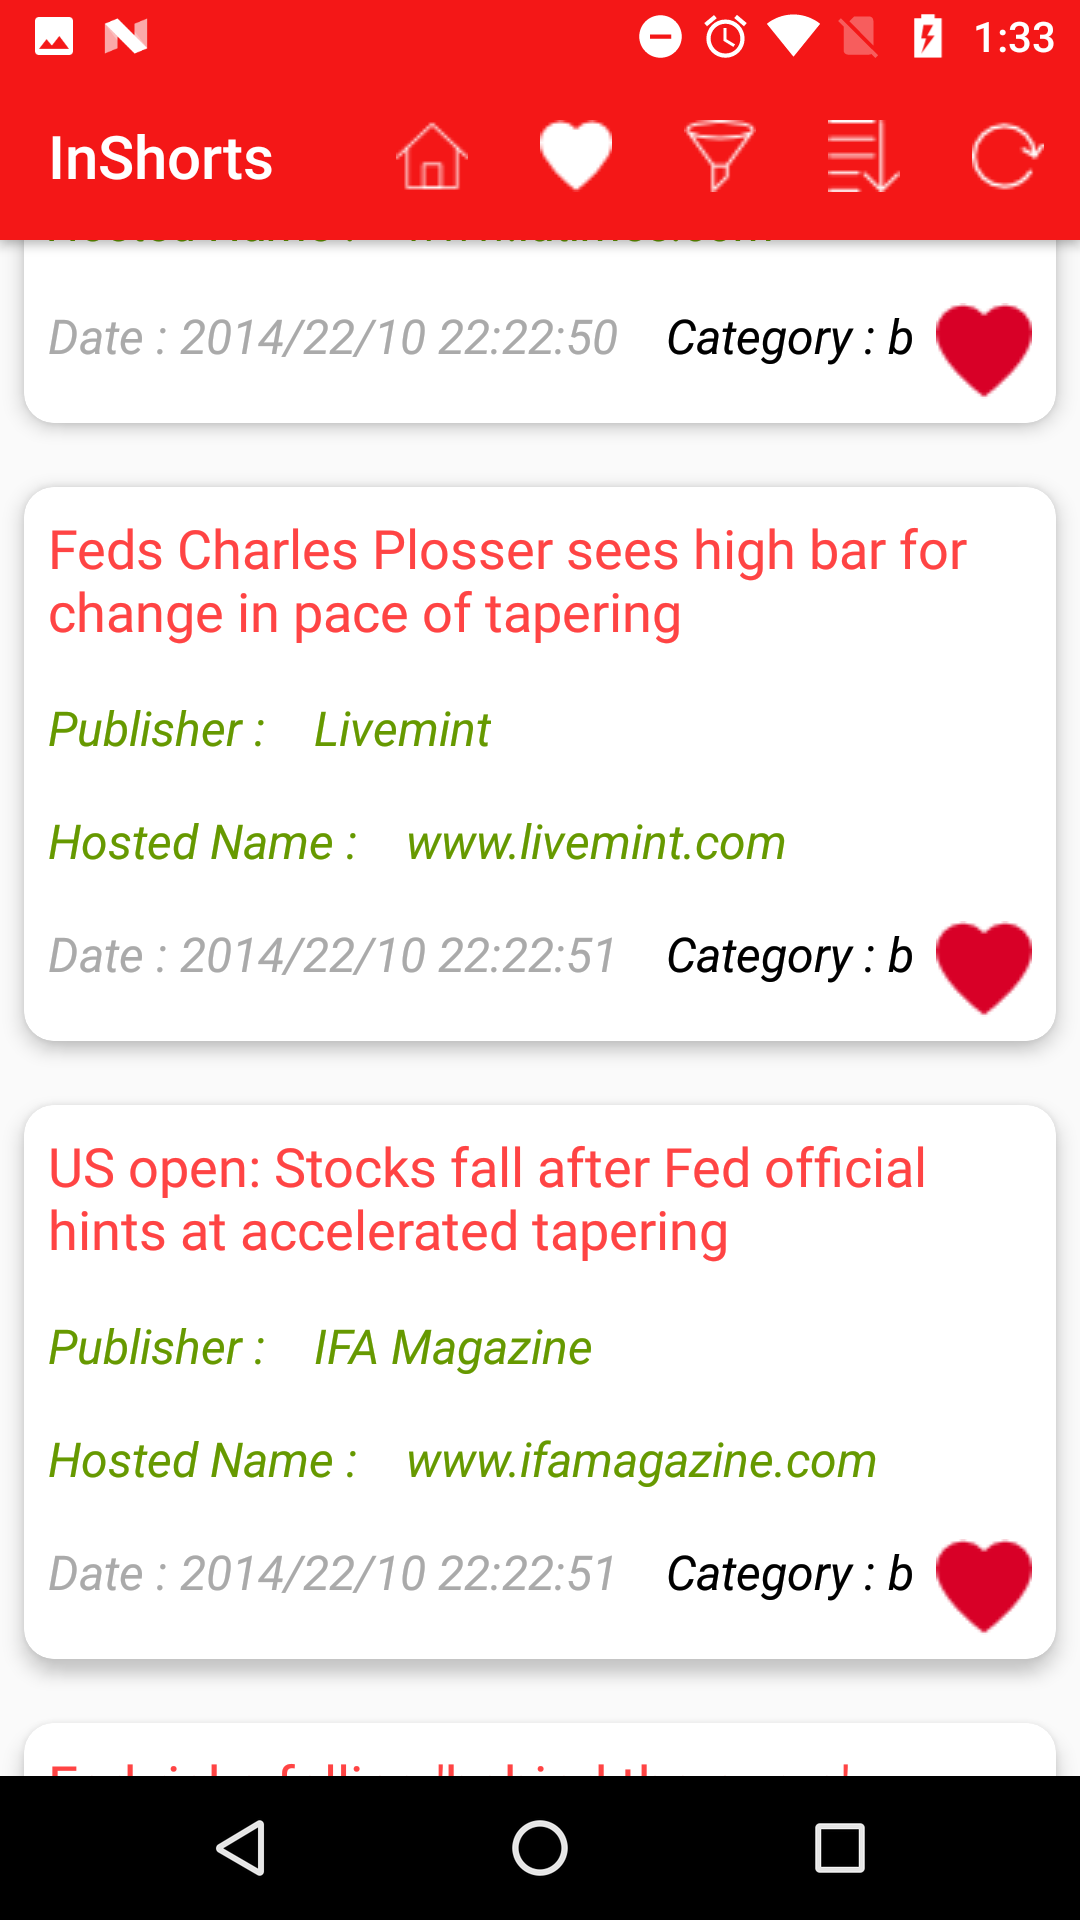 1:33
InShorts
Date : 2014/22/10 22:22:50 Category : b
Feds Charles Plosser sees high bar for
change in pace of tapering
Publisher : Livemint
Hosted Name : www.livemint.com
Date : 2014/22/10 22:22:51 Category : b
US open: Stocks fall after Fed official
hints at accelerated tapering
Publisher : IFA Magazine
Hosted Name : www.ifamagazine.com
Date : 2014/22/10 22:22:51 Category : b